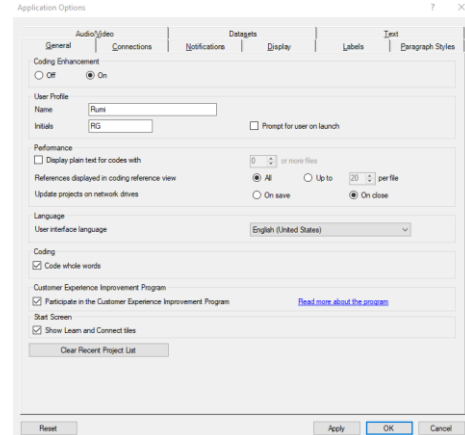 Application Options
? ×
Audio/Video Datasets Text
General Connections Notifications Display Labels Paragraph Styles
Coding Enhancement
Off On
User Profile
Name Rumi
Initials RG Prompt for user on launch
Performance
Display plain text for codes with 0 or more files
References displayed in coding reference view All Up to 20 per file
Update projects on network drives On save On close
Language
User interface language English (United States)
Coding
Code whole words
Customer Experience Improvement Program
Participate in the Customer Experience Improvement Program Read more about the program
Start Screen
Show Learn and Connect tiles
Clear Recent Project List
Reset Apply OK Cancel